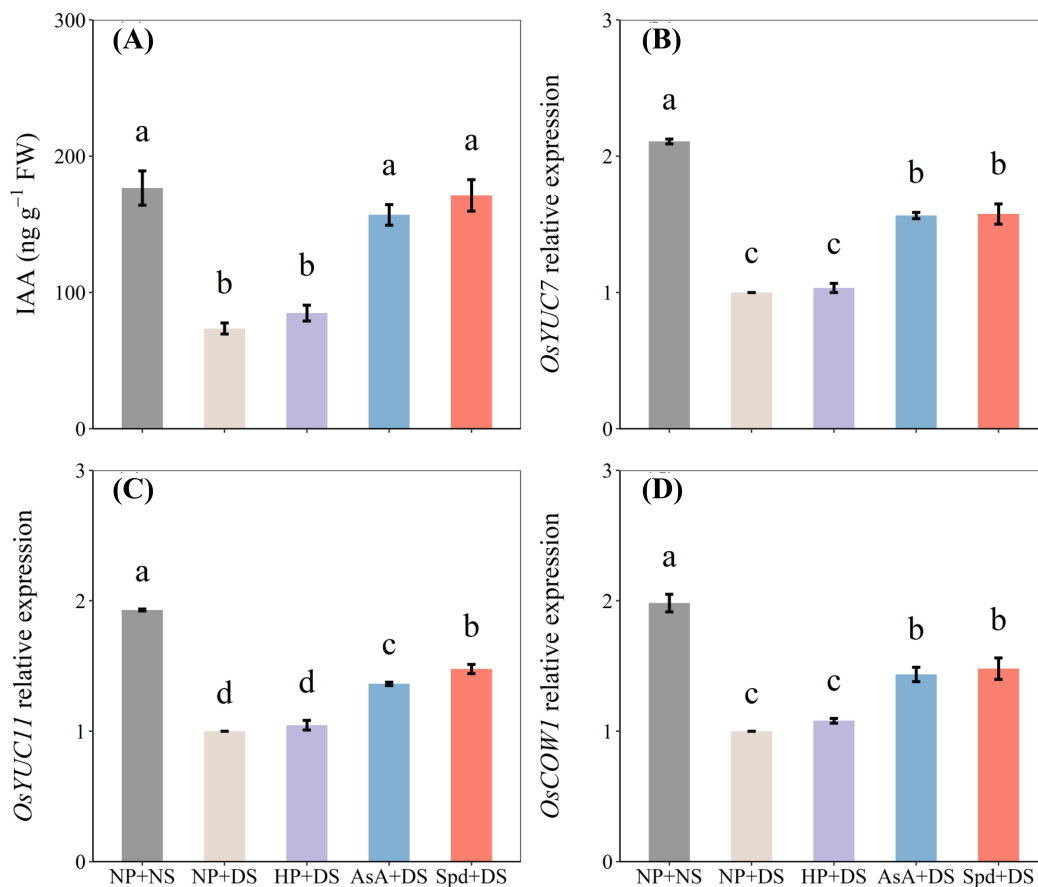 (A)
300
200
100
0
IAA (ng g⁻¹ FW)
a
b
b
a
a
(B)
3
2
1
0
OsYUC7 relative expression
a
c
c
b
b
(C)
3
2
1
0
OsYUC11 relative expression
a
d
d
c
b
NP+NS NP+DS HP+DS AsA+DS Spd+DS
(D)
3
2
1
0
OsCOW1 relative expression
a
c
c
b
b
NP+NS NP+DS HP+DS AsA+DS Spd+DS